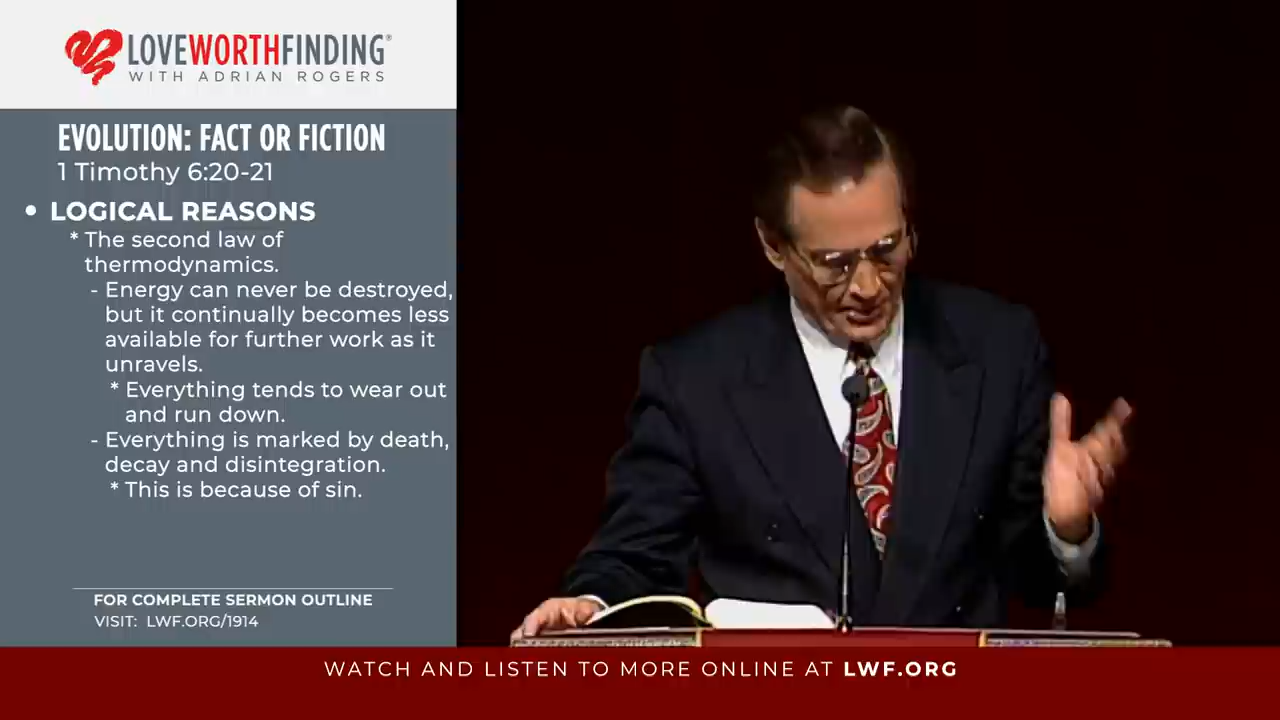 LOVEWORTHFINDING®
WITH ADRIAN ROGERS
EVOLUTION: FACT OR FICTION
1 Timothy 6:20-21
• LOGICAL REASONS
* The second law of
thermodynamics.
- Energy can never be destroyed,
but it continually becomes less
available for further work as it
unravels.
* Everything tends to wear out
and run down.
- Everything is marked by death,
decay and disintegration.
* This is because of sin.
FOR COMPLETE SERMON OUTLINE
VISIT: LWF.ORG/1914
WATCH AND LISTEN TO MORE ONLINE AT LWF.ORG